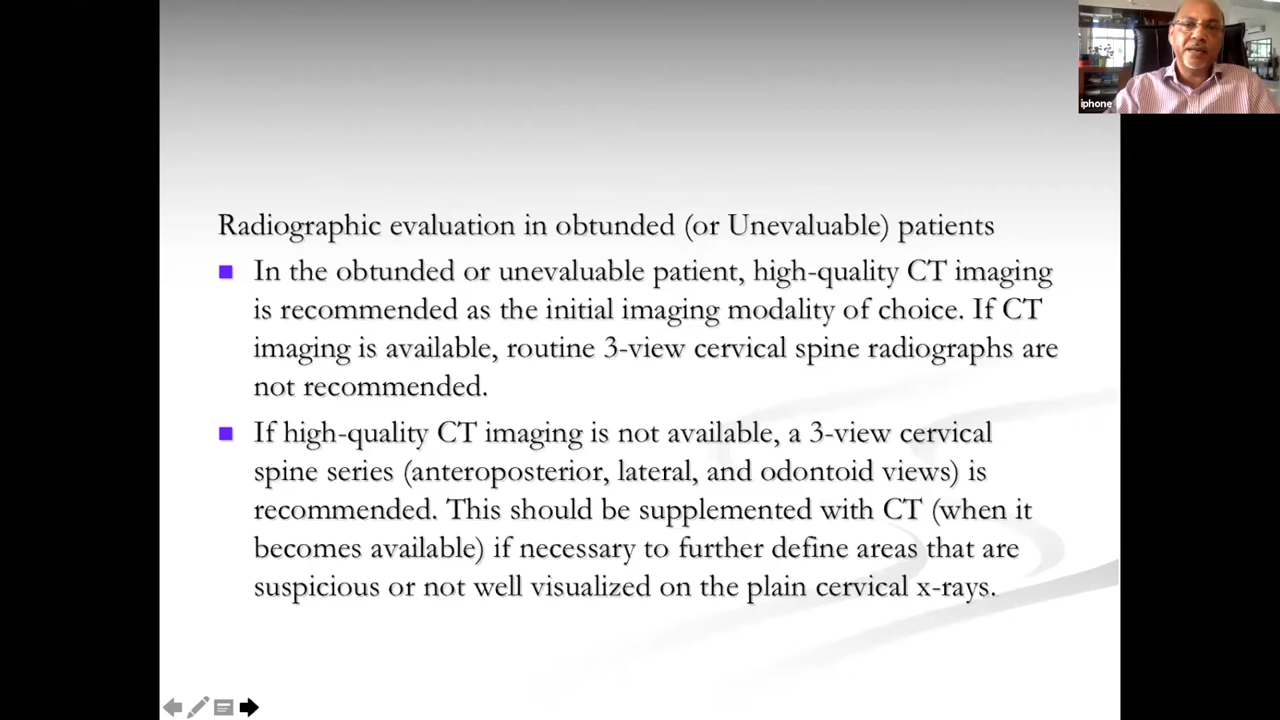 iphone
Radiographic evaluation in obtunded (or Unevaluable) patients
In the obtunded or unevaluable patient, high-quality CT imaging
is recommended as the initial imaging modality of choice. If CT
imaging is available, routine 3-view cervical spine radiographs are
not recommended.
If high-quality CT imaging is not available, a 3-view cervical
spine series (anteroposterior, lateral, and odontoid views) is
recommended. This should be supplemented with CT (when it
becomes available) if necessary to further define areas that are
suspicious or not well visualized on the plain cervical x-rays.